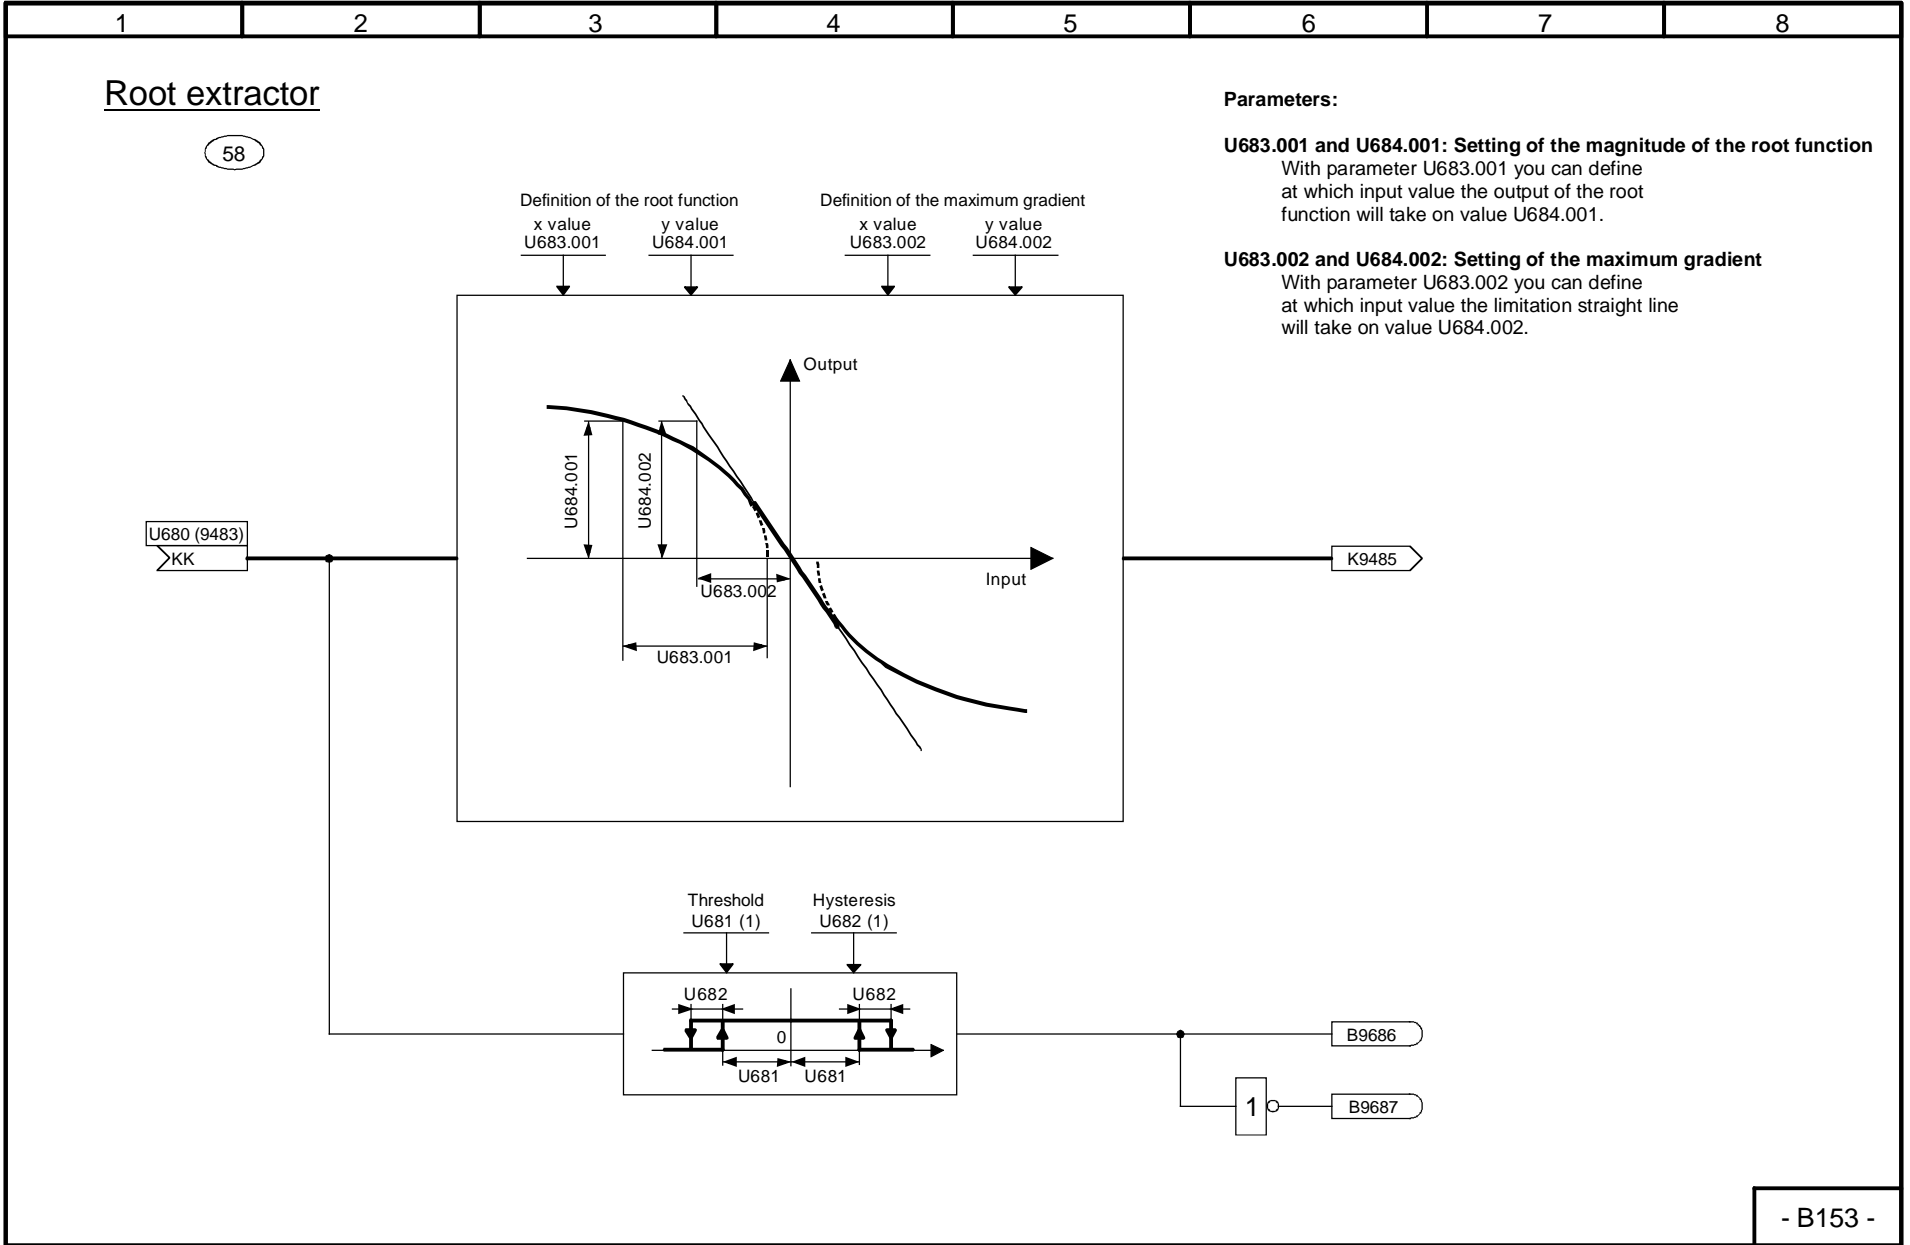 1 2 3 4 5 6 7 8
Root extractor
58
Parameters:
U683.001 and U684.001: Setting of the magnitude of the root function
With parameter U683.001 you can define
at which input value the output of the root
function will take on value U684.001.
U683.002 and U684.002: Setting of the maximum gradient
With parameter U683.002 you can define
at which input value the limitation straight line
will take on value U684.002.
Definition of the root function
x value
U683.001
y value
U684.001
Definition of the maximum gradient
x value
U683.002
y value
U684.002
Output
U684.001
U684.002
Input
U683.002
U683.001
U680 (9483)
KK
K9485
Threshold
U681 (1)
Hysteresis
U682 (1)
U682
U682
0
U681
U681
B9686
1
B9687
- B153 -